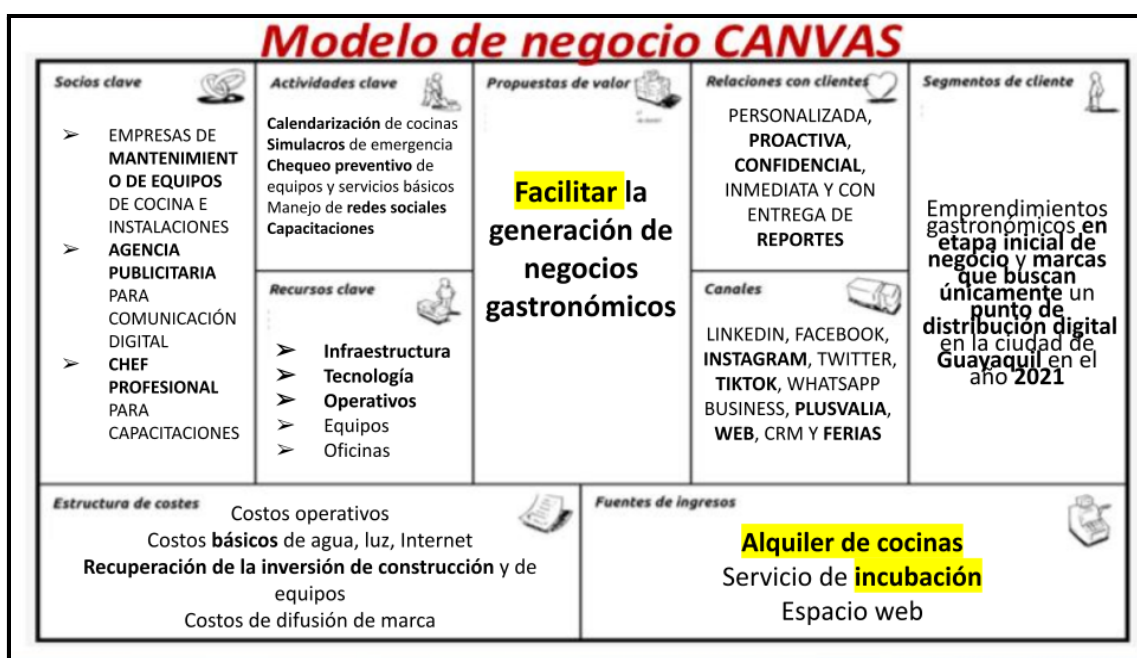 Modelo de negocio CANVAS
Socios clave
➢ EMPRESAS DE
MANTENIMIENT
O DE EQUIPOS
DE COCINA E
INSTALACIONES
➢ AGENCIA
PUBLICITARIA
PARA
COMUNICACIÓN
DIGITAL
➢ CHEF
PROFESIONAL
PARA
CAPACITACIONES
Actividades clave
Calendarización de cocinas
Simulacros de emergencia
Chequeo preventivo de
equipos y servicios básicos
Manejo de redes sociales
Capacitaciones
Recursos clave
➢ Infraestructura
➢ Tecnología
➢ Operativos
➢ Equipos
➢ Oficinas
Propuestas de valor
Facilitar la
generación de
negocios
gastronómicos
Relaciones con clientes
PERSONALIZADA,
PROACTIVA,
CONFIDENCIAL,
INMEDIATA Y CON
ENTREGA DE
REPORTES
Canales
LINKEDIN, FACEBOOK,
INSTAGRAM, TWITTER,
TIKTOK, WHATSAPP
BUSINESS, PLUSVALIA,
WEB, CRM Y FERIAS
Segmentos de cliente
Emprendimientos
gastronómicos en
etapa inicial de
negocio y marcas
que buscan
únicamente un
punto de
distribución digital
en la ciudad de
Guayaquil en el
año 2021
Estructura de costes
Costos operativos
Costos básicos de agua, luz, Internet
Recuperación de la inversión de construcción y de
equipos
Costos de difusión de marca
Fuentes de ingresos
Alquiler de cocinas
Servicio de incubación
Espacio web